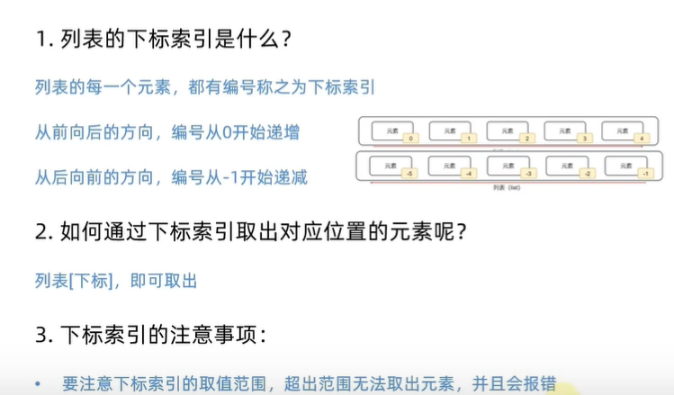 1. 列表的下标索引是什么？
列表的每一个元素，都有编号称之为下标索引
从前向后的方向，编号从0开始递增
元素 0 元素 1 元素 2 元素 3 元素 4
从后向前的方向，编号从-1开始递减
元素 -5 元素 -4 元素 -3 元素 -2 元素 -1
列表（list）
2. 如何通过下标索引取出对应位置的元素呢？
列表[下标]，即可取出
3. 下标索引的注意事项：
• 要注意下标索引的取值范围，超出范围无法取出元素，并且会报错